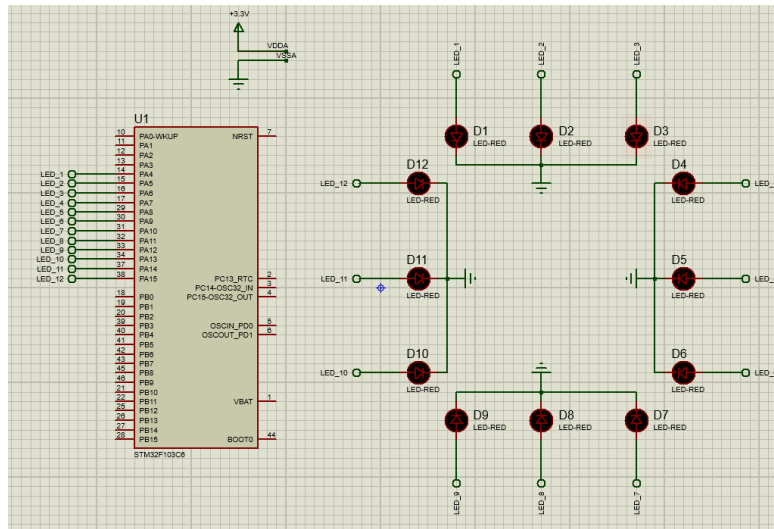 +3.3V
VDDA
VSSA
U1
10 PA0-WKUP NRST 7
11 PA1
12 PA2
13 PA3
LED_1 14 PA4
LED_2 15 PA5
LED_3 16 PA6
LED_4 17 PA7
LED_5 29 PA8
LED_6 30 PA9
LED_7 31 PA10
LED_8 32 PA11
LED_9 33 PA12
LED_10 34 PA13
LED_11 37 PA14
LED_12 38 PA15
PC13_RTC 2
PC14-OSC32_IN 3
PC15-OSC32_OUT 4
18 PB0
19 PB1
20 PB2
39 PB3
40 PB4
41 PB5
42 PB6
43 PB7
45 PB8
46 PB9
21 PB10
22 PB11
25 PB12
26 PB13
27 PB14
28 PB15
OSCIN_PD0 5
OSCOUT_PD1 6
VBAT 1
BOOT0 44
STM32F103C6
LED_1
LED_2
LED_3
D1
LED-RED
D2
LED-RED
D3
LED-RED
D12
LED_12
LED-RED
D4
LED_
LED-RED
D11
LED_11
LED-RED
D5
LED_
LED-RED
D10
LED_10
LED-RED
D6
LED_
LED-RED
D9
LED-RED
D8
LED-RED
D7
LED-RED
LED_9
LED_8
LED_7